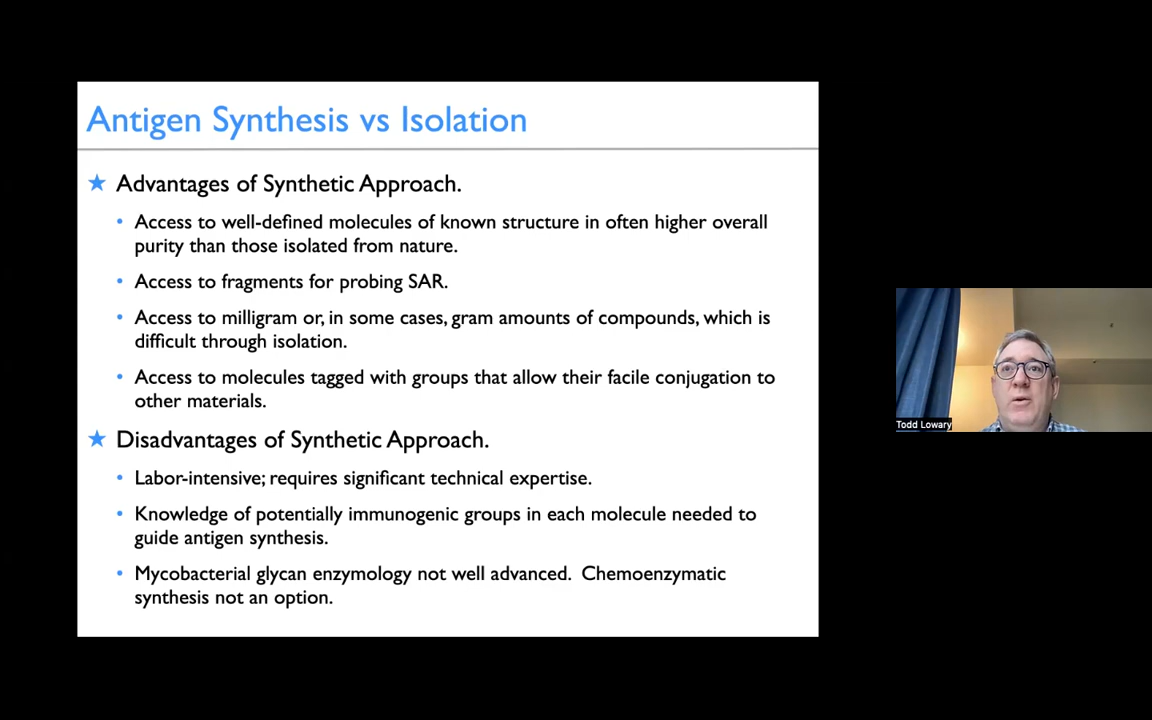 Antigen Synthesis vs Isolation
★ Advantages of Synthetic Approach.
• Access to well-defined molecules of known structure in often higher overall
purity than those isolated from nature.
• Access to fragments for probing SAR.
• Access to milligram or, in some cases, gram amounts of compounds, which is
difficult through isolation.
• Access to molecules tagged with groups that allow their facile conjugation to
other materials.
★ Disadvantages of Synthetic Approach.
• Labor-intensive; requires significant technical expertise.
• Knowledge of potentially immunogenic groups in each molecule needed to
guide antigen synthesis.
• Mycobacterial glycan enzymology not well advanced.  Chemoenzymatic
synthesis not an option.
Todd Lowary